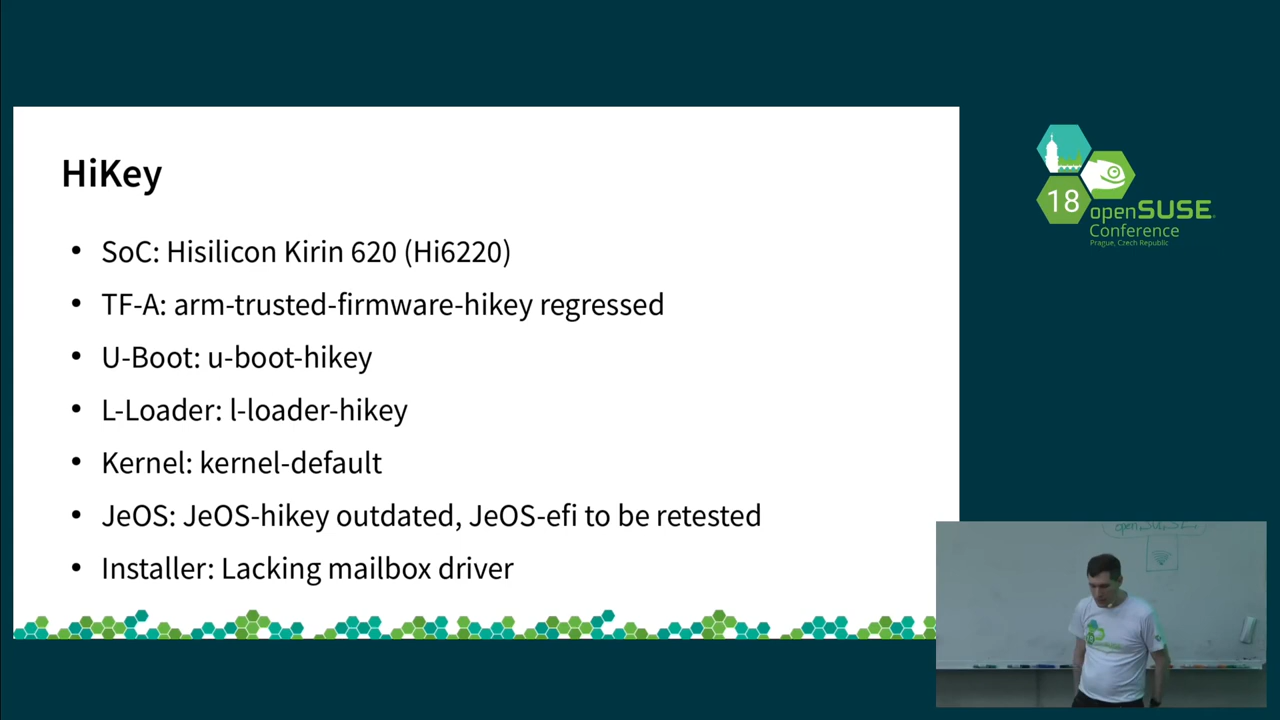 HiKey
• SoC: Hisilicon Kirin 620 (Hi6220)
• TF-A: arm-trusted-firmware-hikey regressed
• U-Boot: u-boot-hikey
• L-Loader: l-loader-hikey
• Kernel: kernel-default
• JeOS: JeOS-hikey outdated, JeOS-efi to be retested
• Installer: Lacking mailbox driver
18
openSUSE
Conference
Prague, Czech Republic
openSUSE